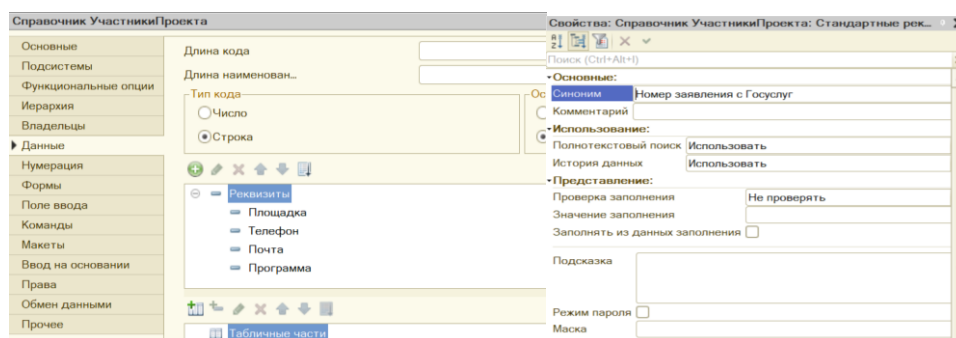 Справочник УчастникиПроекта
Основные
Подсистемы
Функциональные опции
Иерархия
Владельцы
Данные
Нумерация
Формы
Поле ввода
Команды
Макеты
Ввод на основании
Права
Обмен данными
Прочее
Длина кода
Длина наименован...
Тип кода
Ос
Число
Строка
Реквизиты
Площадка
Телефон
Почта
Программа
Табличные части
Свойства: Справочник УчастникиПроекта: Стандартные рек...
Поиск (Ctrl+Alt+I)
Основные:
Синоним Номер заявления с Госуслуг
Комментарий
Использование:
Полнотекстовый поиск Использовать
История данных Использовать
Представление:
Проверка заполнения Не проверять
Значение заполнения
Заполнять из данных заполнения
Подсказка
Режим пароля
Маска